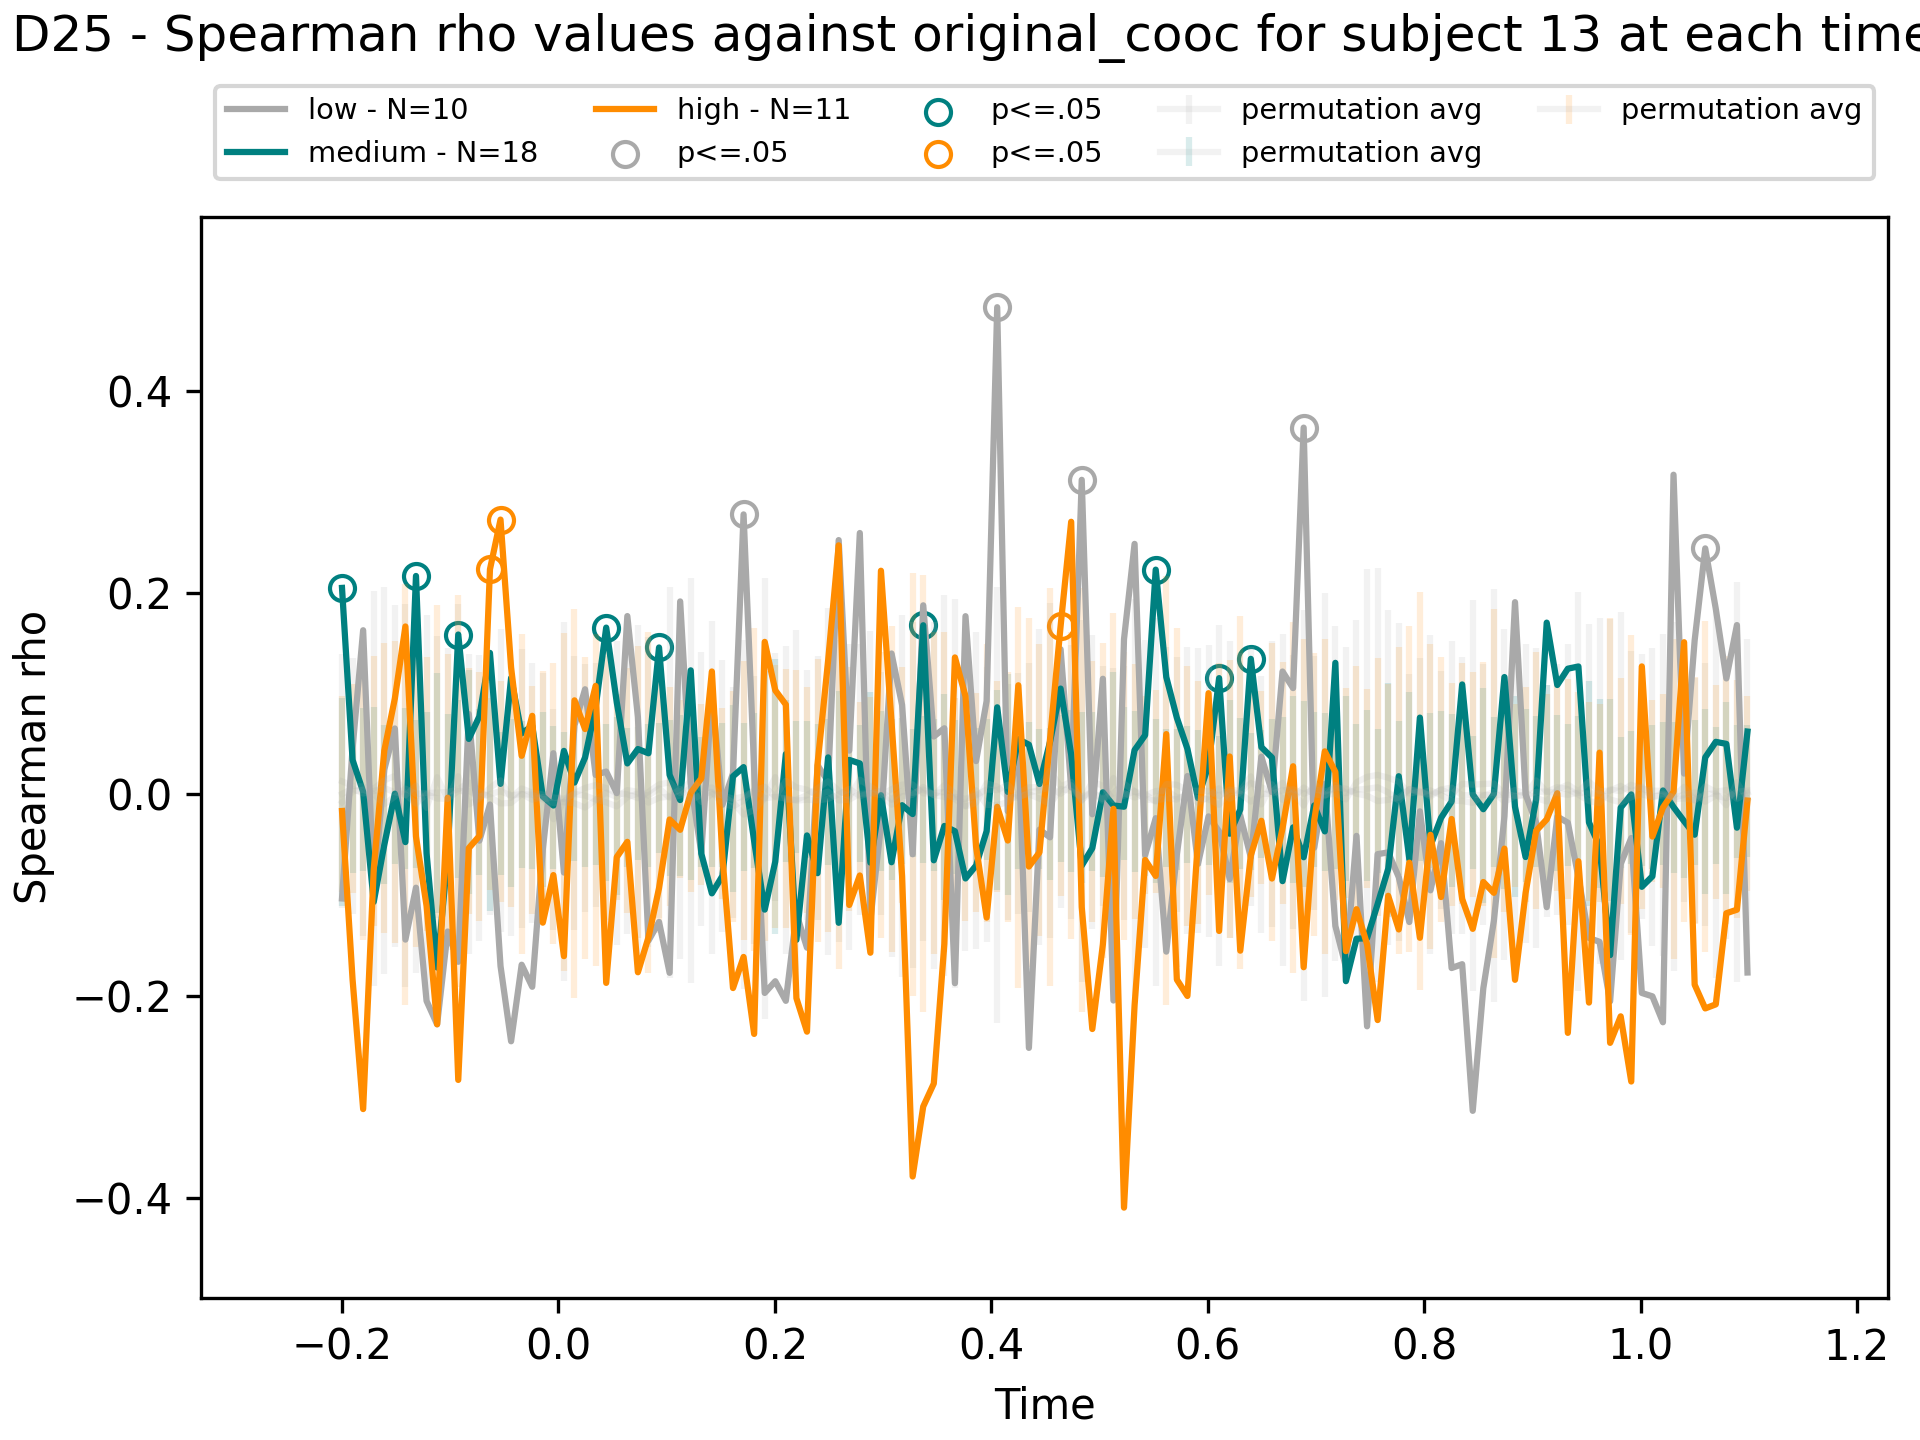 D25 - Spearman rho values against original_cooc for subject 13 at each time
low - N=10
medium - N=18
high - N=11
p<=.05
p<=.05
p<=.05
permutation avg
permutation avg
permutation avg
Spearman rho
0.4
0.2
0.0
−0.2
−0.4
−0.2 0.0 0.2 0.4 0.6 0.8 1.0 1.2
Time